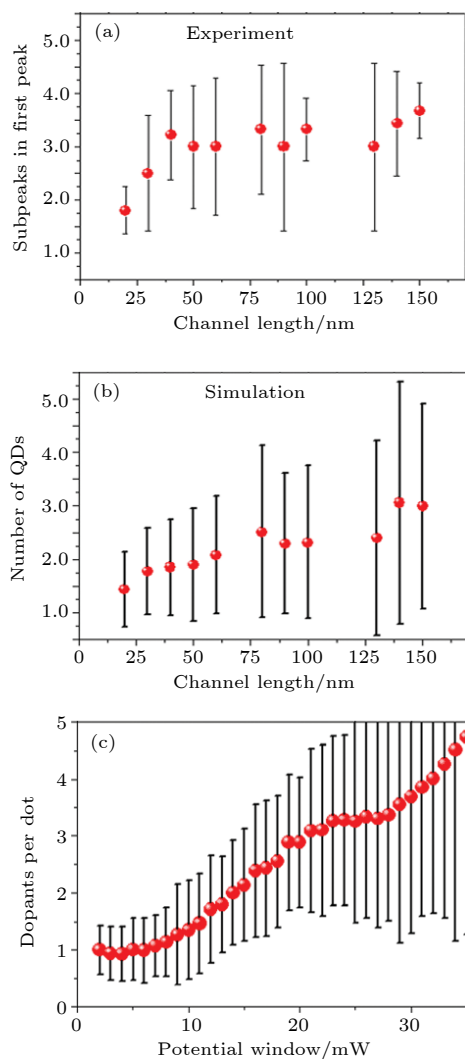 (a) Experiment
Subpeaks in first peak
5.0
4.0
3.0
2.0
1.0
0 25 50 75 100 125 150
Channel length/nm
(b) Simulation
Number of QDs
5.0
4.0
3.0
2.0
1.0
0 25 50 75 100 125 150
Channel length/nm
(c)
Dopants per dot
5
4
3
2
1
0
0 10 20 30
Potential window/mW